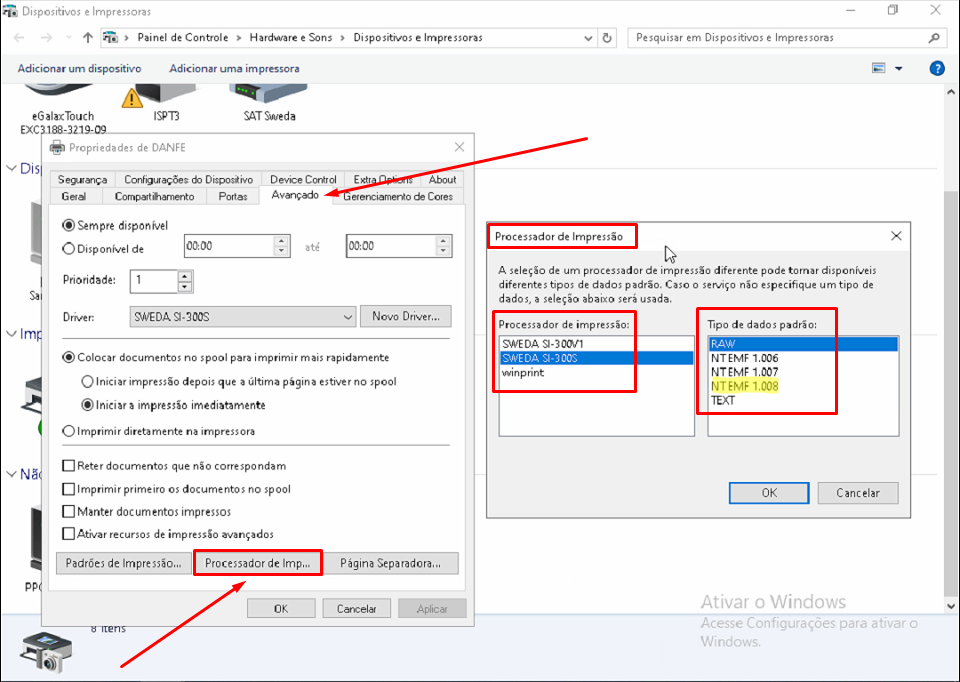 Dispositivos e Impressoras
Painel de Controle
Hardware e Sons
Dispositivos e Impressoras
Pesquisar em Dispositivos e Impressoras
Adicionar um dispositivo
Adicionar uma impressora
eGalaxTouch
EXC3188-3219-09
ISPT3
SAT Sweda
Propriedades de DANFE
Segurança
Configurações do Dispositivo
Device Control
Extra Options
About
Geral
Compartilhamento
Portas
Avançado
Gerenciamento de Cores
Sempre disponível
Disponível de
00:00
até
00:00
Prioridade:
1
Driver:
SWEDA SI-300S
Novo Driver...
Colocar documentos no spool para imprimir mais rapidamente
Iniciar impressão depois que a última página estiver no spool
Iniciar a impressão imediatamente
Imprimir diretamente na impressora
Reter documentos que não correspondam
Imprimir primeiro os documentos no spool
Manter documentos impressos
Ativar recursos de impressão avançados
Padrões de Impressão...
Processador de Imp...
Página Separadora...
OK
Cancelar
Aplicar
Processador de Impressão
A seleção de um processador de impressão diferente pode tornar disponíveis
diferentes tipos de dados padrão. Caso o serviço não especifique um tipo de
dados, a seleção abaixo será usada.
Processador de impressão:
SWEDA SI-300V1
SWEDA SI-300S
winprint
Tipo de dados padrão:
RAW
NT EMF 1.006
NT EMF 1.007
NT EMF 1.008
TEXT
OK
Cancelar
Ativar o Windows
Acesse Configurações para ativar o
Windows.
8 itens